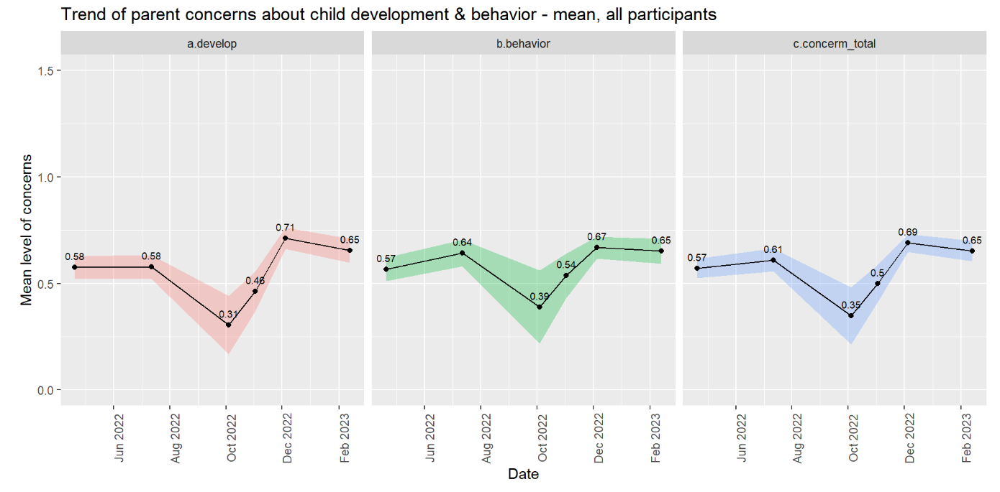 Trend of parent concerns about child development & behavior - mean, all participants
a.develop
b.behavior
c.concerm_total
Mean level of concerns
1.5
1.0
0.5
0.0
0.58
0.58
0.31
0.46
0.71
0.65
0.57
0.64
0.39
0.54
0.67
0.65
0.57
0.61
0.35
0.5
0.69
0.65
Jun 2022
Aug 2022
Oct 2022
Dec 2022
Feb 2023
Jun 2022
Aug 2022
Oct 2022
Dec 2022
Feb 2023
Jun 2022
Aug 2022
Oct 2022
Dec 2022
Feb 2023
Date